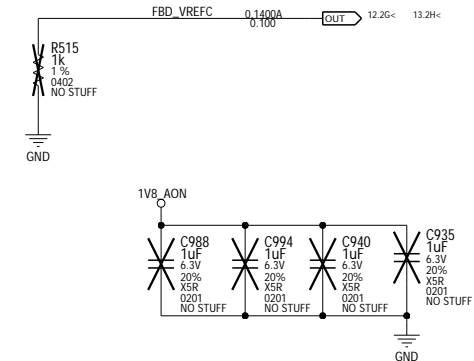 FBD_VREFC
0.1400A
0.100
OUT
12.2G<
13.2H<
R515
1k
1 %
0402
NO STUFF
GND
1V8_AON
C988
1uF
6.3V
20%
X5R
0201
NO STUFF
C994
1uF
6.3V
20%
X5R
0201
NO STUFF
C940
1uF
6.3V
20%
X5R
0201
NO STUFF
C935
1uF
6.3V
20%
X5R
0201
NO STUFF
GND